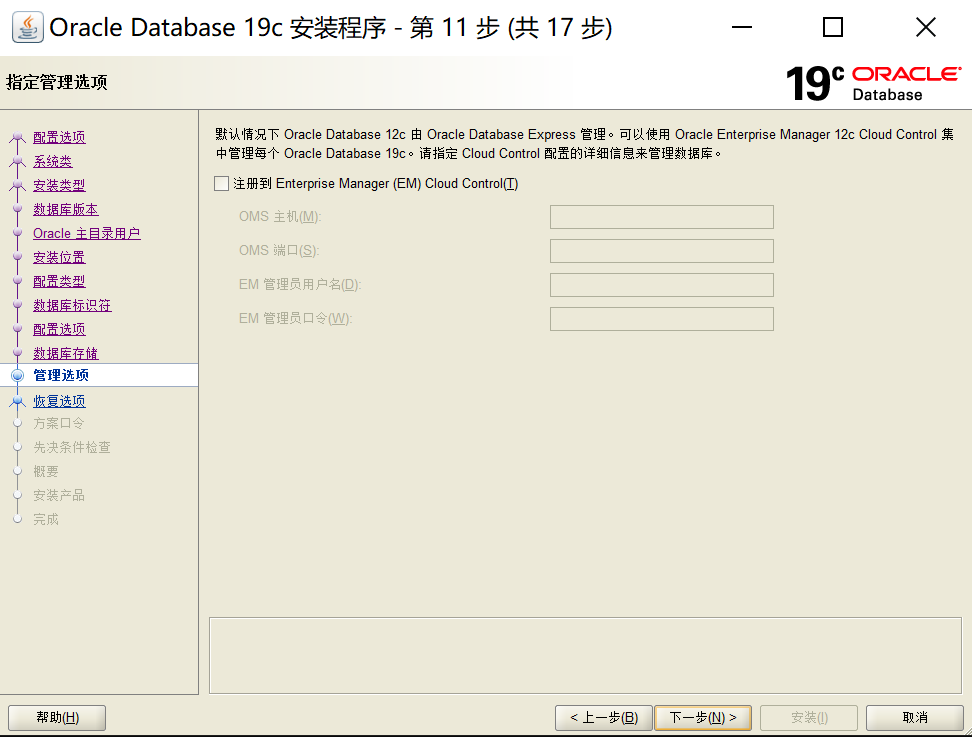 Oracle Database 19c 安装程序 - 第 11 步 (共 17 步)
指定管理选项
19c ORACLE
Database
配置选项
系统类
安装类型
数据库版本
Oracle 主目录用户
安装位置
配置类型
数据库标识符
配置选项
数据库存储
管理选项
恢复选项
方案口令
先决条件检查
概要
安装产品
完成
默认情况下 Oracle Database 12c 由 Oracle Database Express 管理。可以使用 Oracle Enterprise Manager 12c Cloud Control 集
中管理每个 Oracle Database 19c。请指定 Cloud Control 配置的详细信息来管理数据库。
注册到 Enterprise Manager (EM) Cloud Control(T)
OMS 主机(M):
OMS 端口(S):
EM 管理员用户名(D):
EM 管理员口令(W):
帮助(H)
< 上一步(B)
下一步(N) >
安装(I)
取消